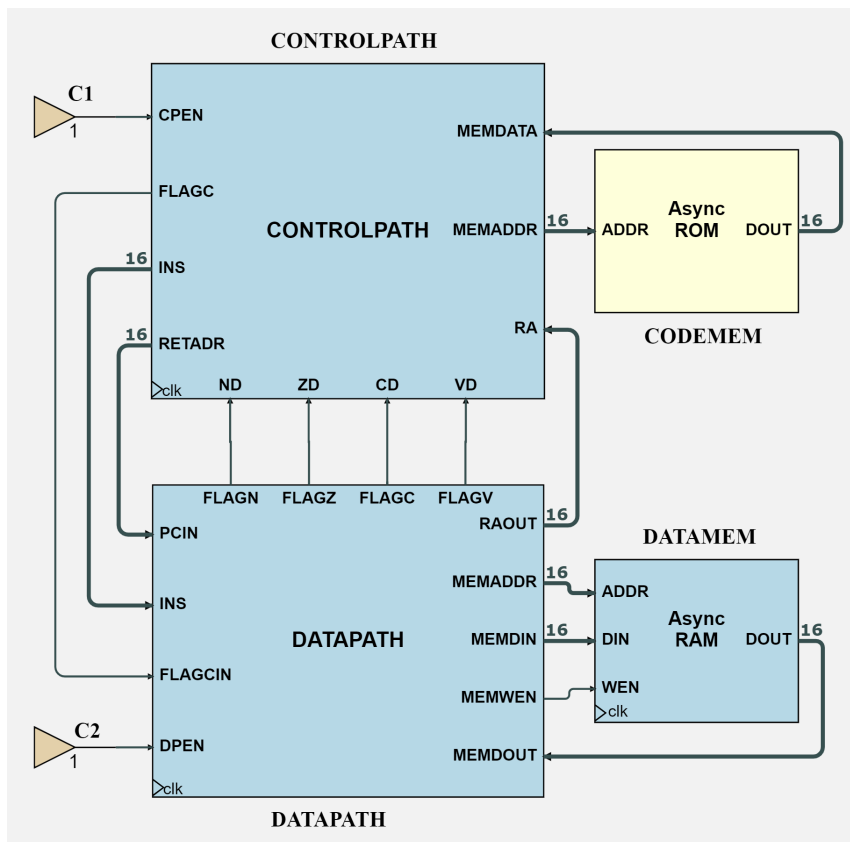 CONTROLPATH
C1
1
CPEN
FLAGC
16 INS
16 RETADR
clk
ND ZD CD VD
CONTROLPATH
MEMDATA
MEMADDR 16
RA
ADDR
Async
ROM
DOUT 16
CODEMEM
FLAGN FLAGZ FLAGC FLAGV
PCIN
INS
FLAGCIN
DPEN
clk
C2
1
DATAPATH
RAOUT 16
MEMADDR 16
MEMDIN 16
MEMWEN
MEMDOUT
DATAPATH
DATAMEM
ADDR
DIN
WEN
clk
Async
RAM
DOUT 16